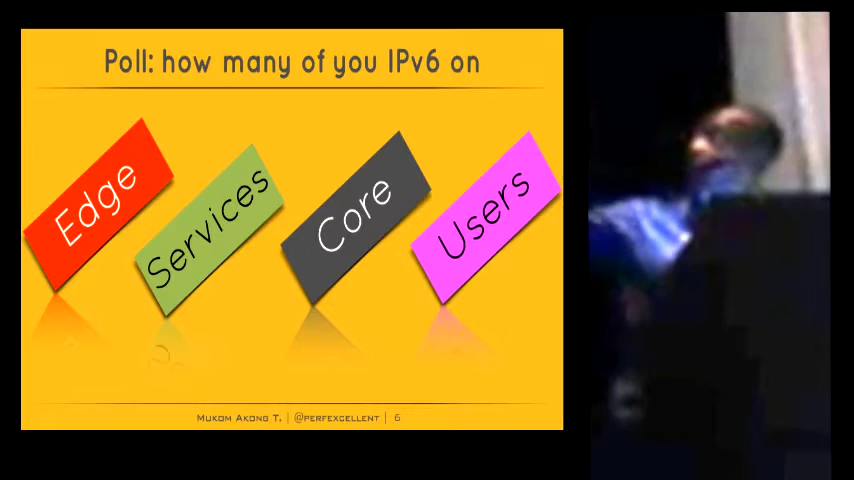 Poll: how many of you IPv6 on
Edge
Services
Core
Users
Mukom Akong T. | @perfexcellent | 6